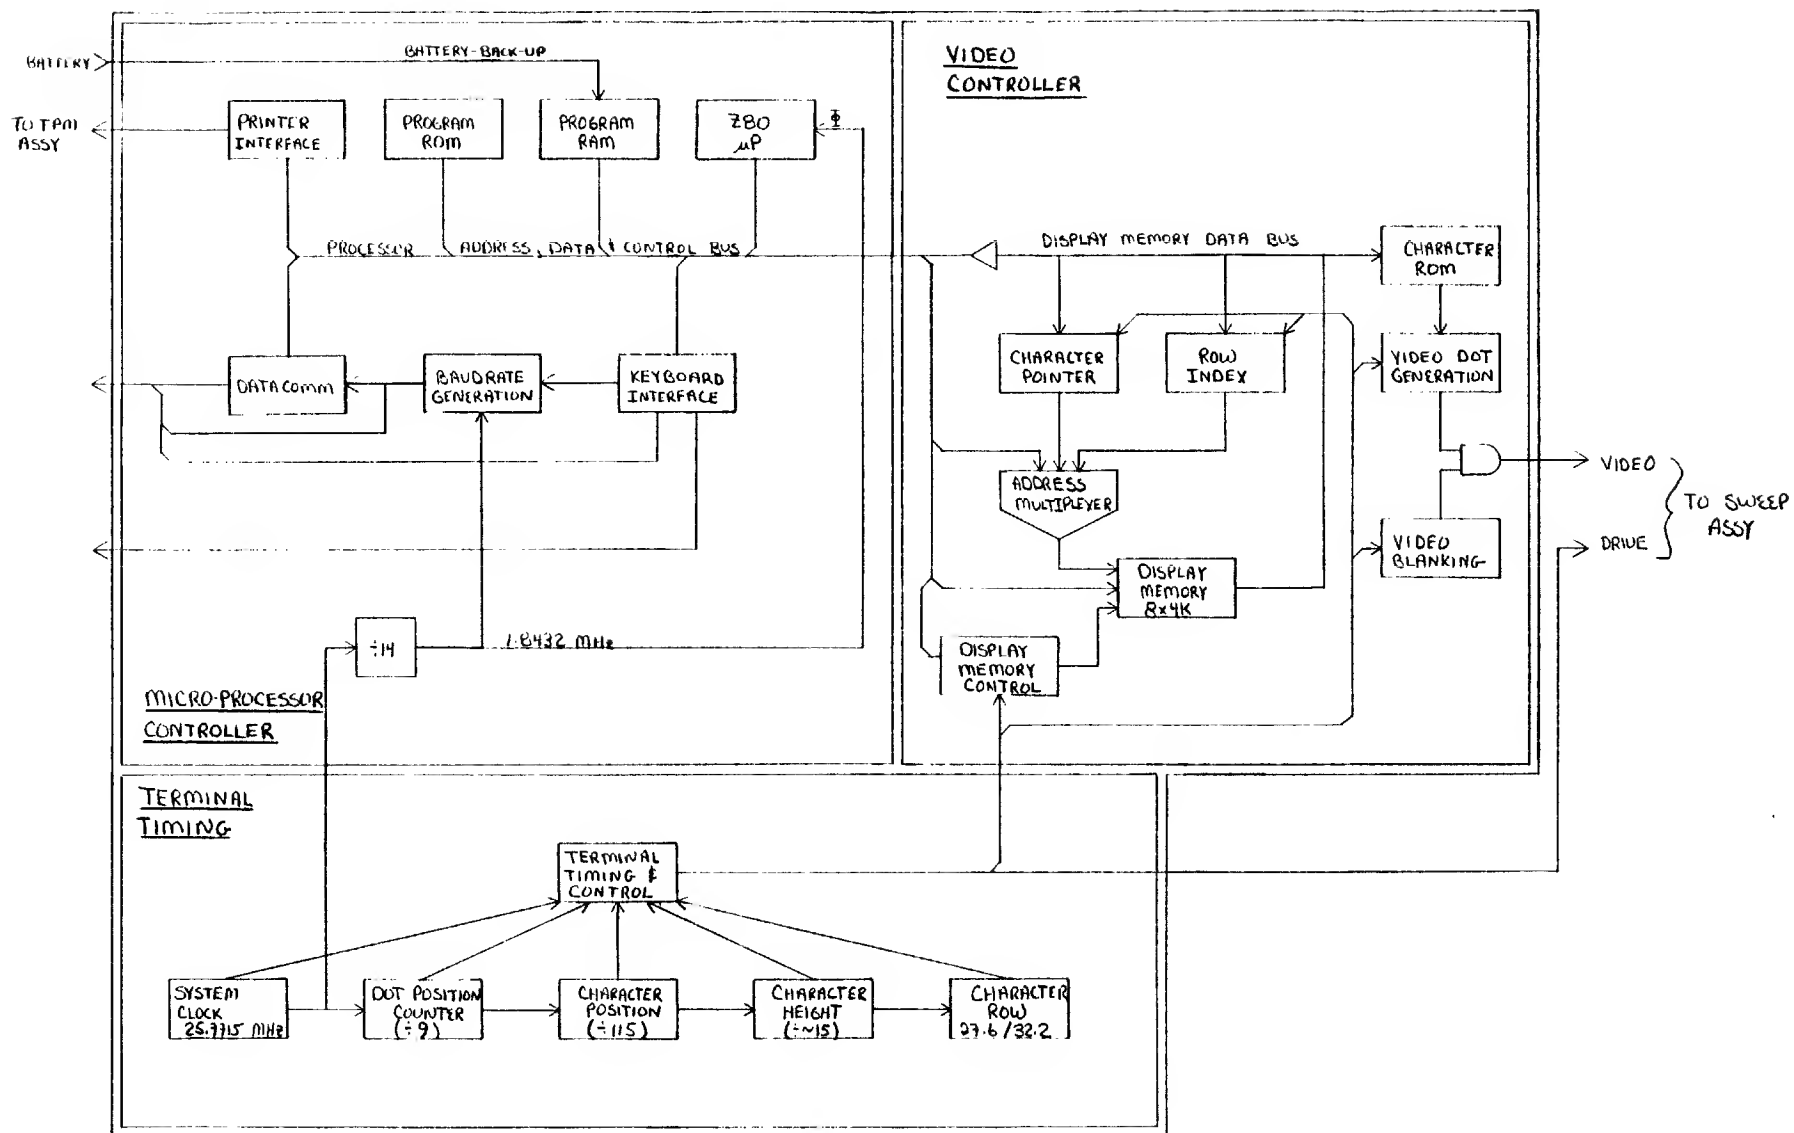 BATTERY
BATTERY-BACK-UP
TO TPM
ASSY
PRINTER
INTERFACE
PROGRAM
ROM
PROGRAM
RAM
Z80
μP
Φ
PROCESSOR ADDRESS, DATA & CONTROL BUS
DATACOMM
BAUDRATE
GENERATION
KEYBOARD
INTERFACE
÷14
1.8432 MHz
MICRO-PROCESSOR
CONTROLLER
VIDEO
CONTROLLER
DISPLAY MEMORY DATA BUS
CHARACTER
ROM
CHARACTER
POINTER
ROW
INDEX
VIDEO DOT
GENERATION
ADDRESS
MULTIPLEXER
DISPLAY
MEMORY
8x4K
VIDEO
BLANKING
DISPLAY
MEMORY
CONTROL
VIDEO
DRIVE
TO SWEEP
ASSY
TERMINAL
TIMING
TERMINAL
TIMING &
CONTROL
SYSTEM
CLOCK
25.7715 MHz
DOT POSITION
COUNTER
(÷9)
CHARACTER
POSITION
(÷115)
CHARACTER
HEIGHT
(÷~15)
CHARACTER
ROW
27.6/32.2